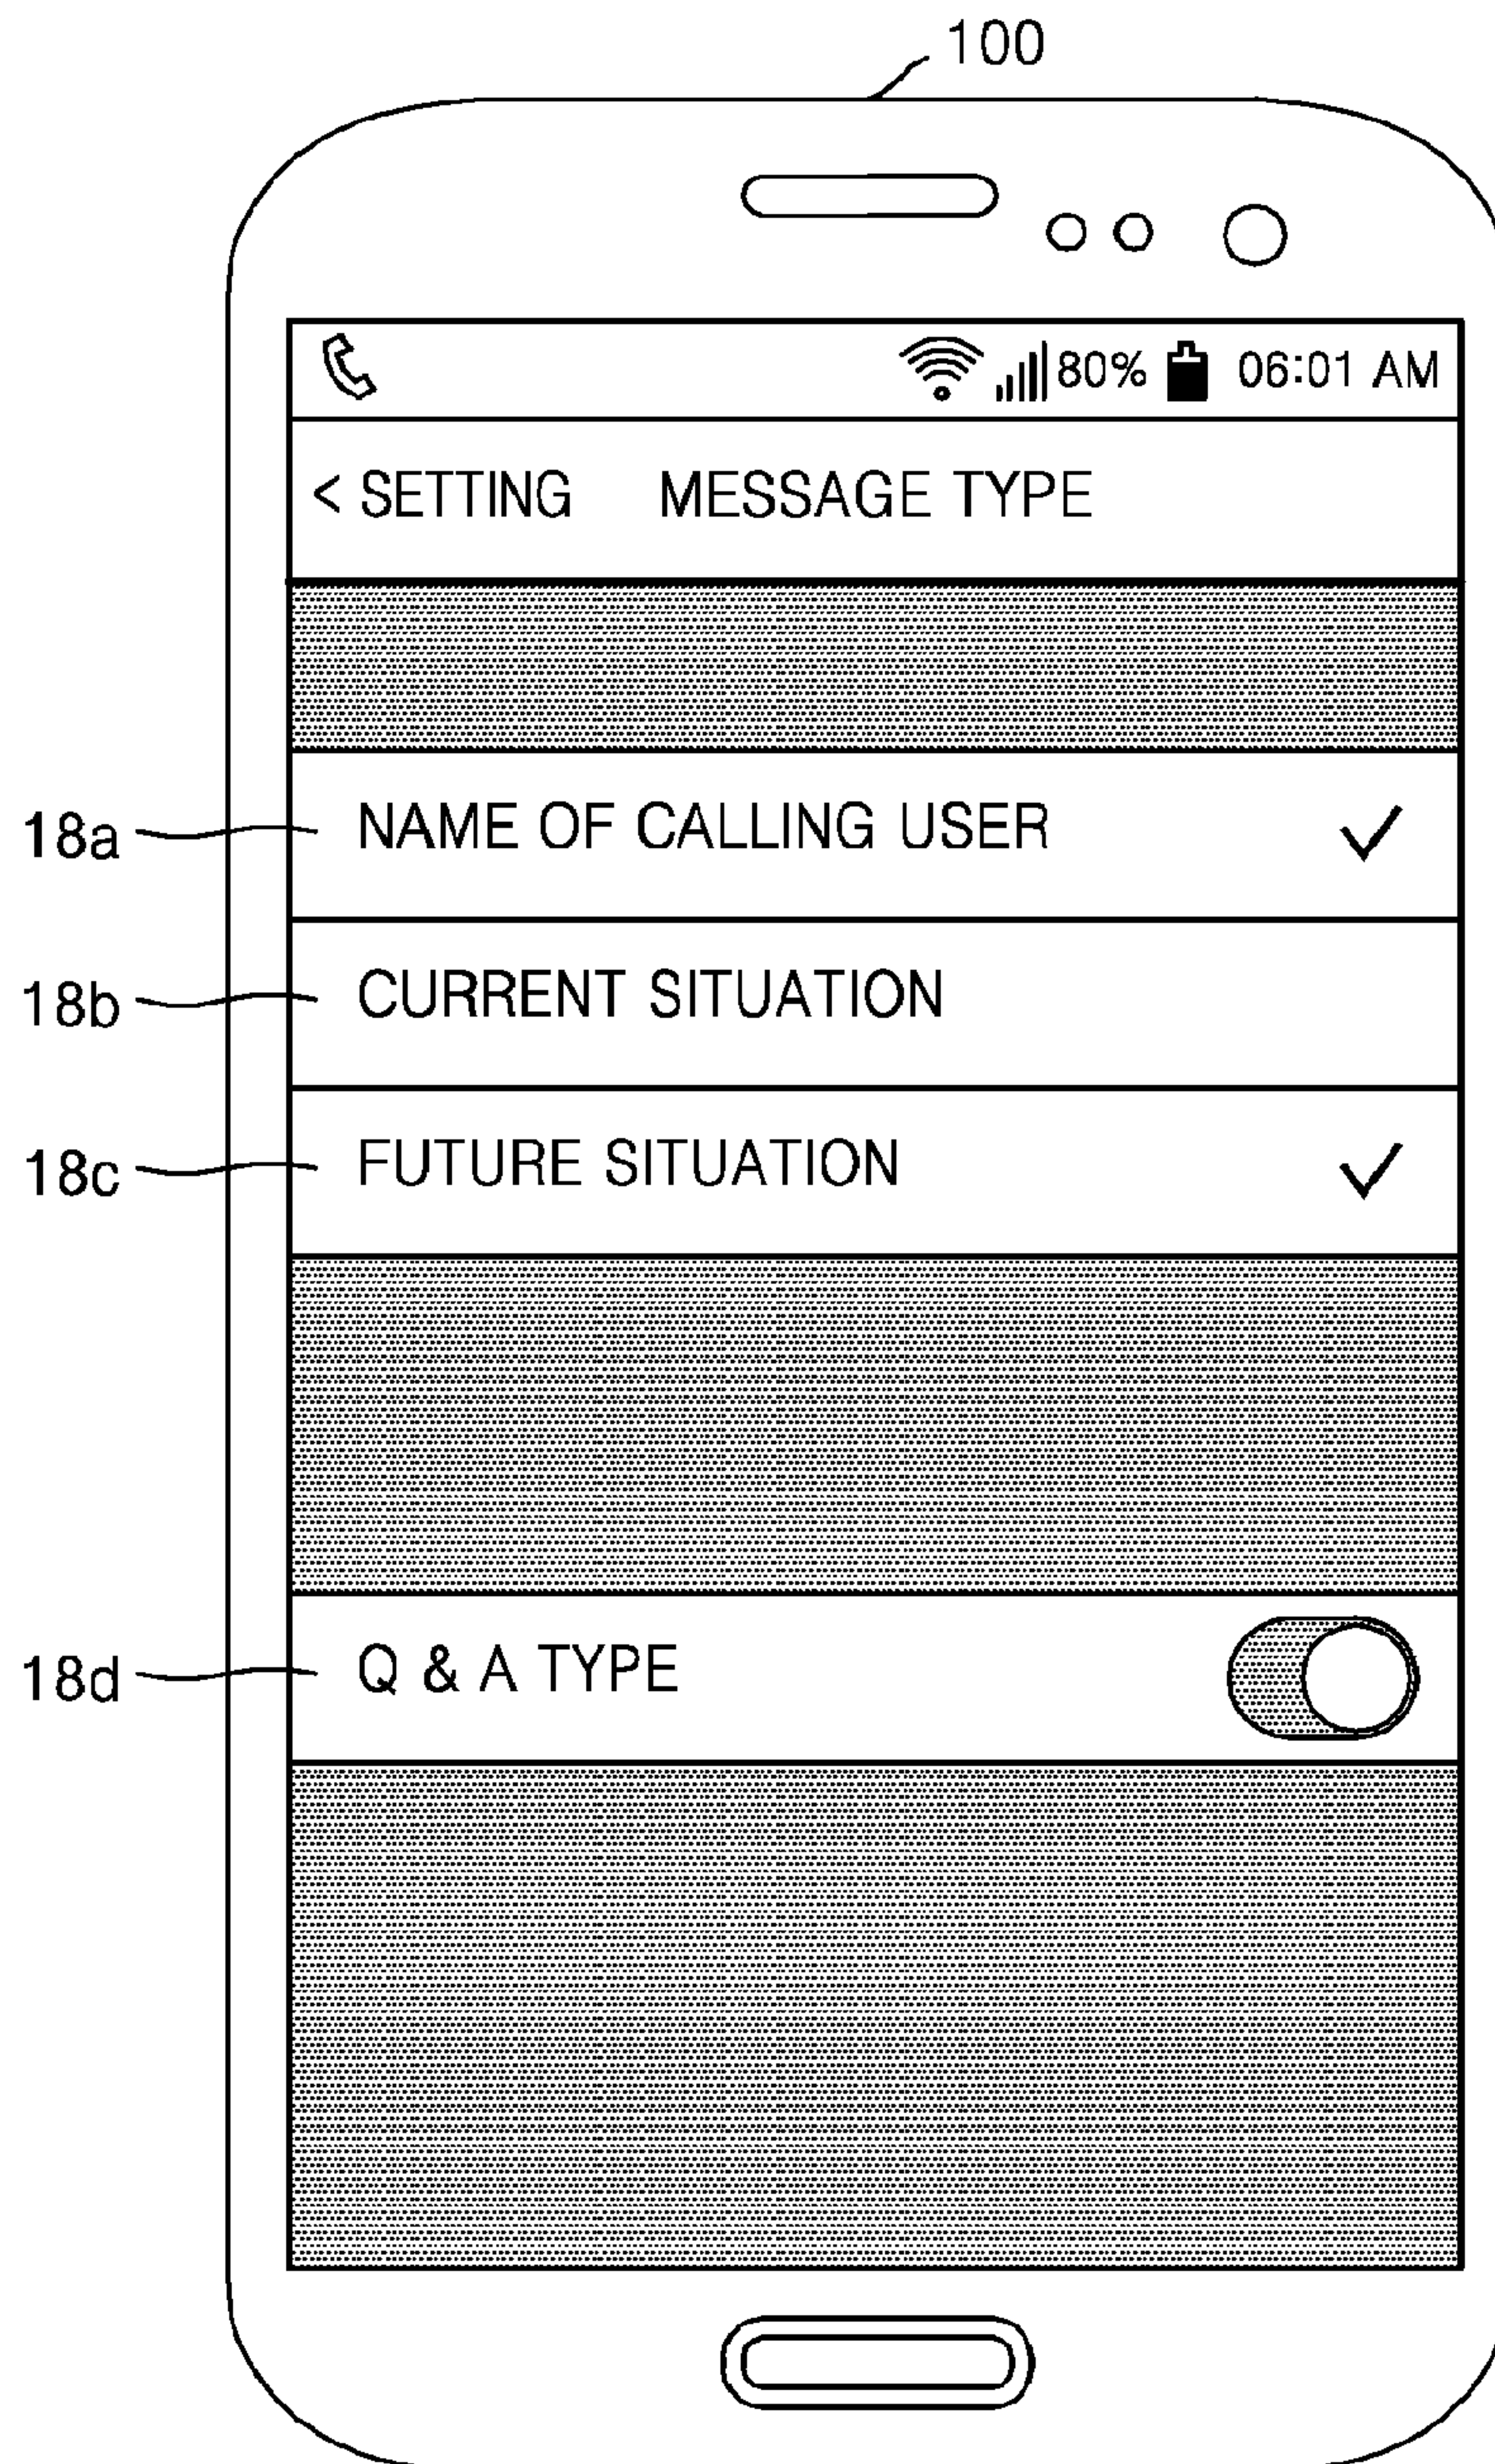 100
80% 06:01 AM
< SETTING MESSAGE TYPE
18a NAME OF CALLING USER
18b CURRENT SITUATION
18c FUTURE SITUATION
18d Q & A TYPE